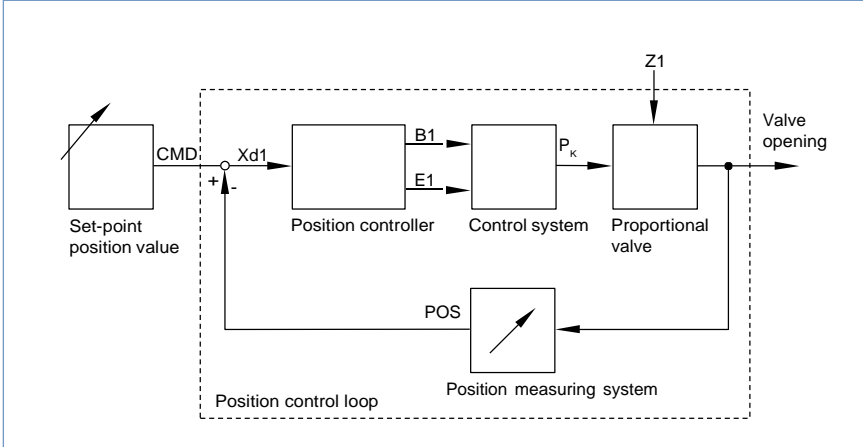 Z1
Valve
opening
CMD
+
-
Xd1
B1
E1
P_K
Set-point
position value
Position controller
Control system
Proportional
valve
POS
Position measuring system
Position control loop